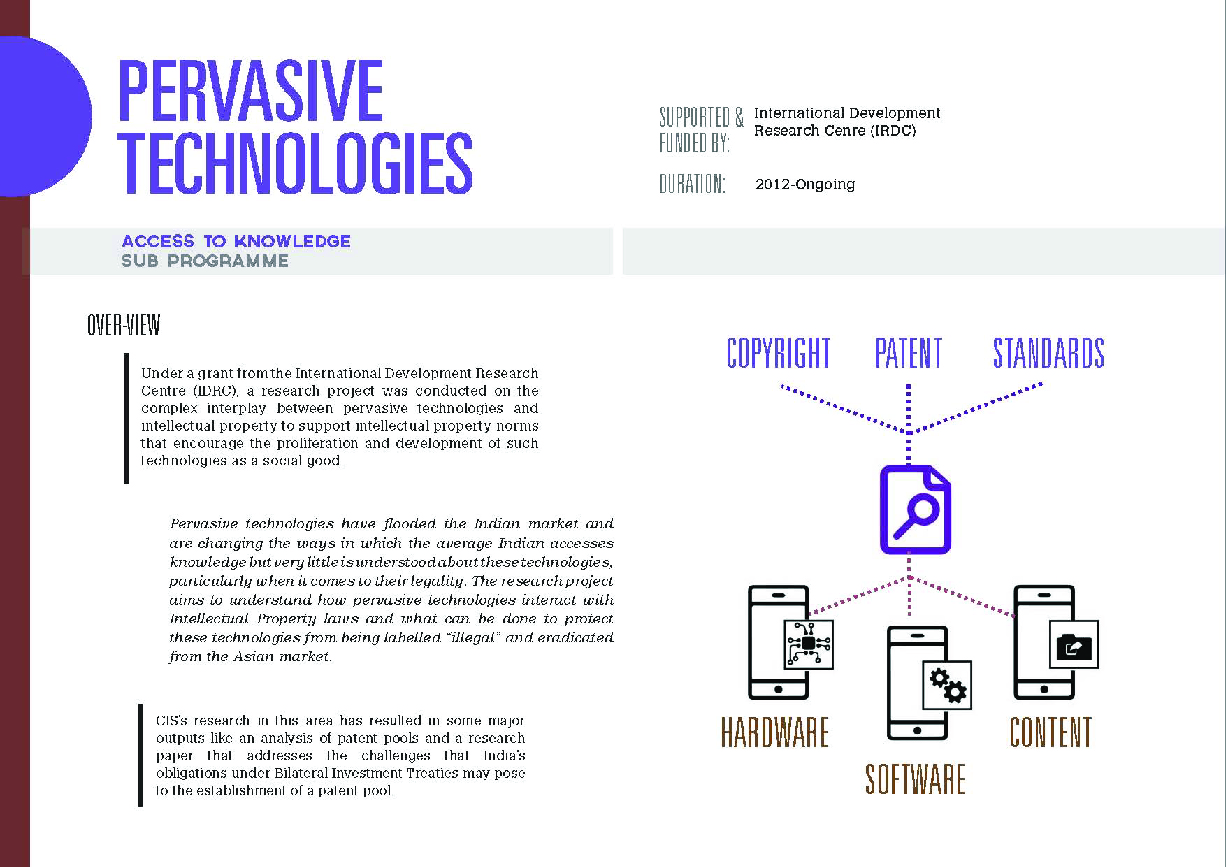 PERVASIVE
TECHNOLOGIES
SUPPORTED & International Development
FUNDED BY: Research Cenre (IRDC)
DURATION: 2012-Ongoing
ACCESS TO KNOWLEDGE
SUB PROGRAMME
OVER-VIEW
Under a grant from the International Development Research
Centre (IDRC), a research project was conducted on the
complex interplay between pervasive technologies and
intellectual property to support intellectual property norms
that encourage the proliferation and development of such
technologies as a social good.
Pervasive technologies have flooded the Indian market and
are changing the ways in which the average Indian accesses
knowledge but very little is understood about these technologies,
particularly when it comes to their legality. The research project
aims to understand how pervasive technologies interact with
Intellectual Property laws and what can be done to protect
these technologies from being labelled "illegal" and eradicated
from the Asian market.
CIS's research in this area has resulted in some major
outputs like an analysis of patent pools and a research
paper that addresses the challenges that India's
obligations under Bilateral Investment Treaties may pose
to the establishment of a patent pool.
COPYRIGHT PATENT STANDARDS
HARDWARE
CONTENT
SOFTWARE